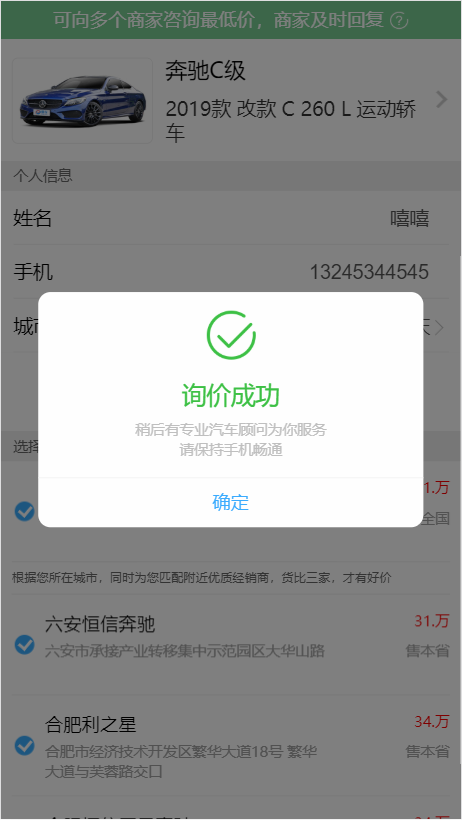 可向多个商家咨询最低价，商家及时回复
奔驰C级
2019款 改款 C 260 L 运动轿
车
个人信息
姓名
嘻嘻
手机
13245344545
询价成功
稍后有专业汽车顾问为你服务
请保持手机畅通
确定
选择
全国
根据您所在城市，同时为您匹配附近优质经销商，货比三家，才有好价
六安恒信奔驰
31.万
六安市承接产业转移集中示范园区大华山路
售本省
合肥利之星
34.万
合肥市经济技术开发区繁华大道18号 繁华
售本省
大道与芙蓉路交口